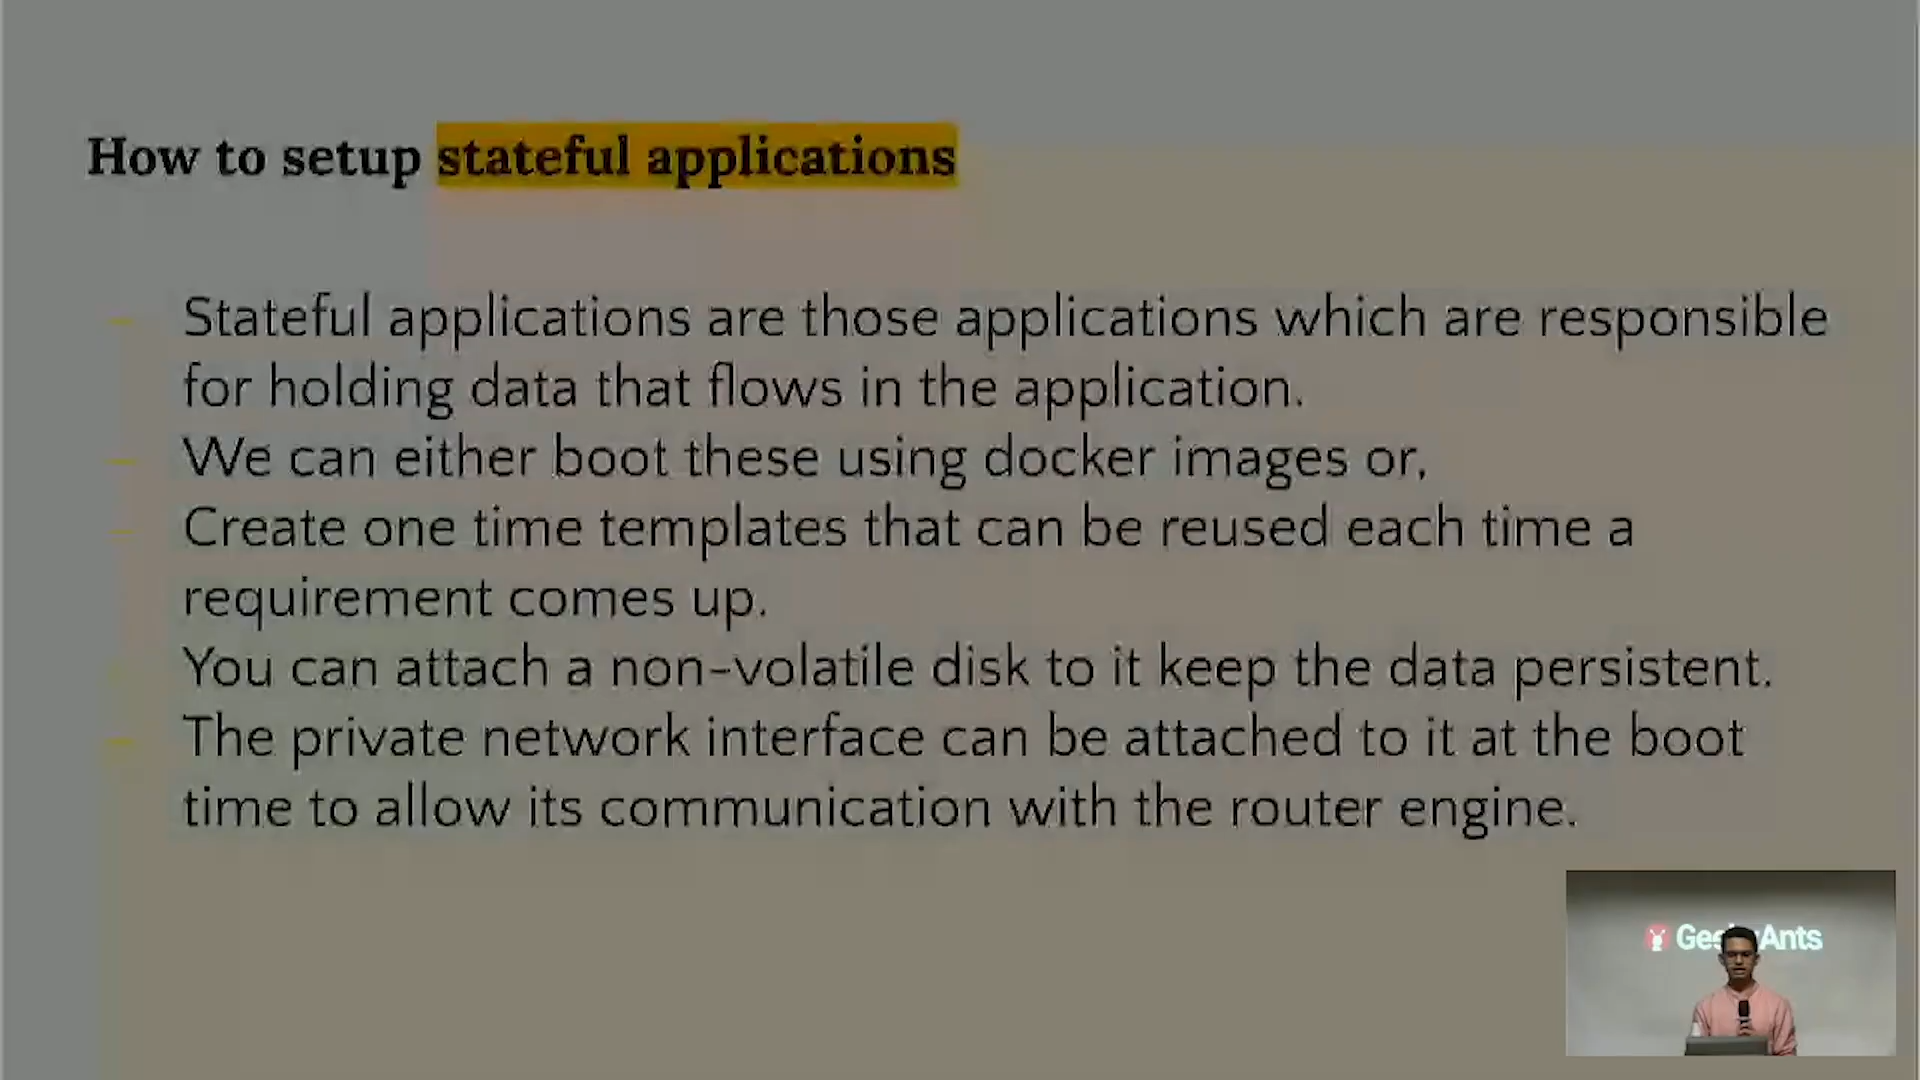 How to setup stateful applications
- Stateful applications are those applications which are responsible
for holding data that flows in the application.
- We can either boot these using docker images or,
- Create one time templates that can be reused each time a
requirement comes up.
- You can attach a non-volatile disk to it keep the data persistent.
- The private network interface can be attached to it at the boot
time to allow its communication with the router engine.
Ants